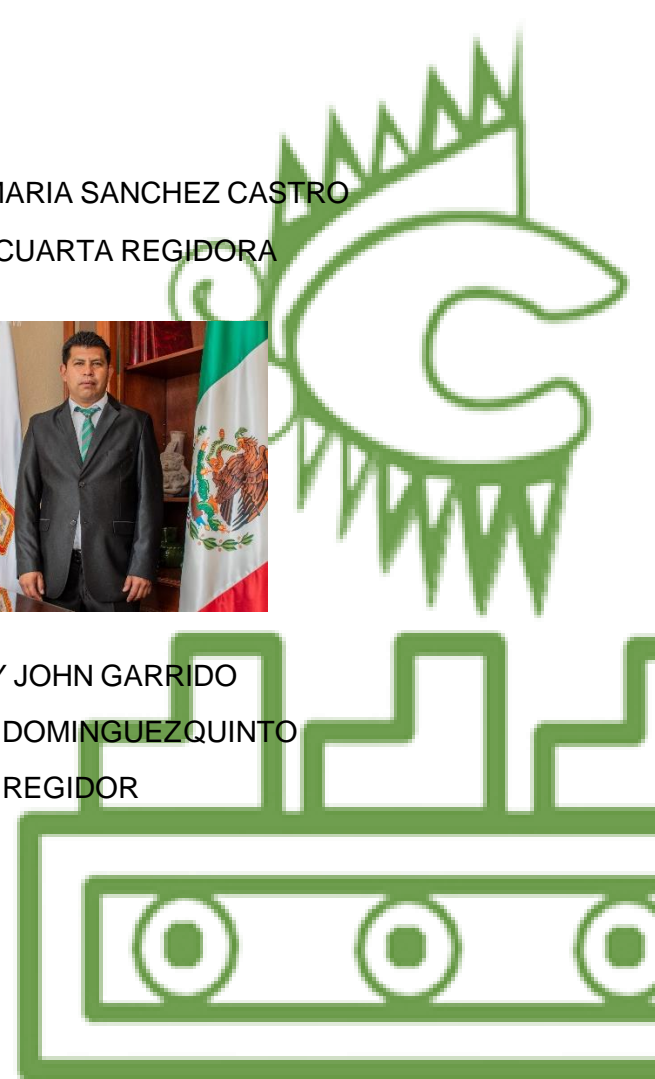 MARIA SANCHEZ CASTRO
CUARTA REGIDORA
Y JOHN GARRIDO
DOMINGUEZQUINTO
REGIDOR